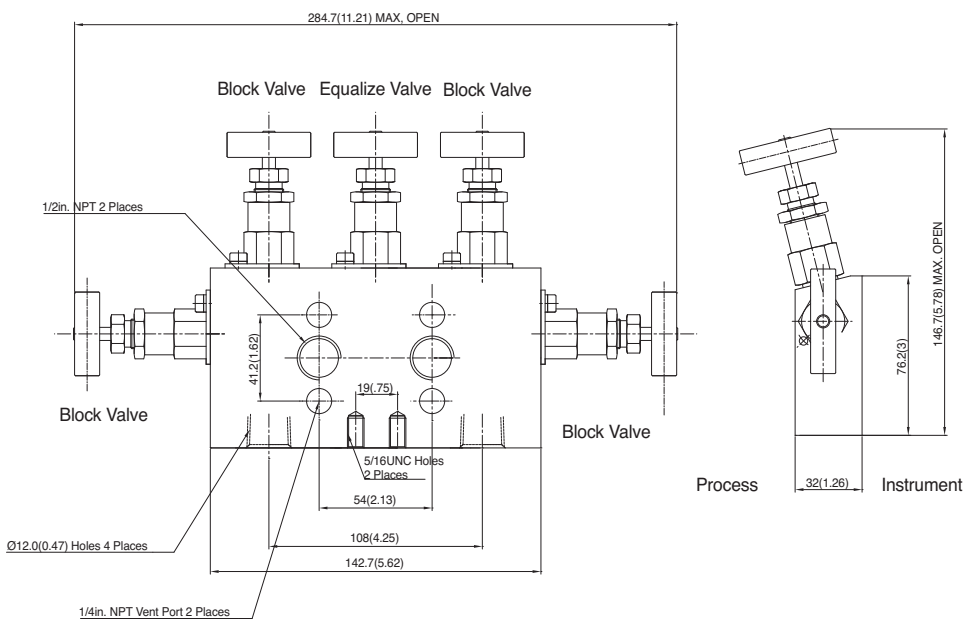 284.7(11.21) MAX, OPEN
Block Valve
Equalize Valve
Block Valve
1/2in. NPT 2 Places
41.2(1.62)
19(.75)
146.7(5.78) MAX. OPEN
76.2(3)
Block Valve
Block Valve
5/16UNC Holes
2 Places
54(2.13)
Process
32(1.26)
Instrument
Ø12.0(0.47) Holes 4 Places
108(4.25)
142.7(5.62)
1/4in. NPT Vent Port 2 Places